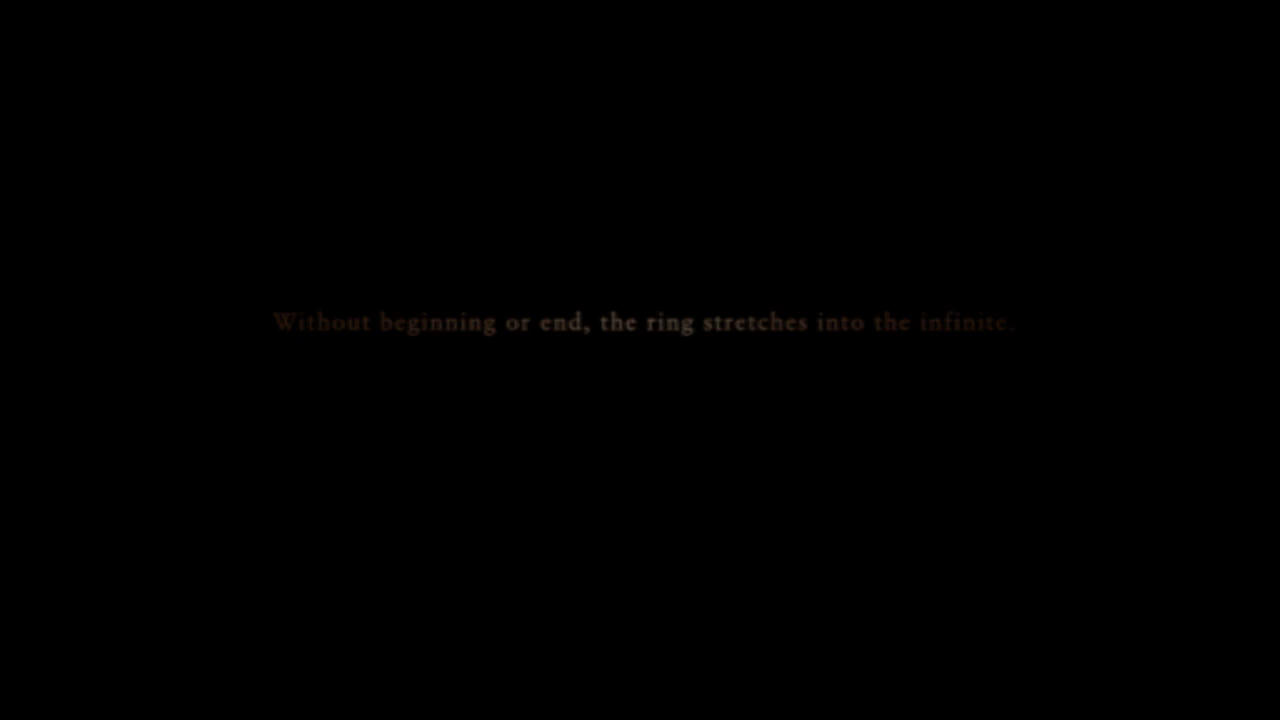 Without beginning or end, the ring stretches into the infinite.